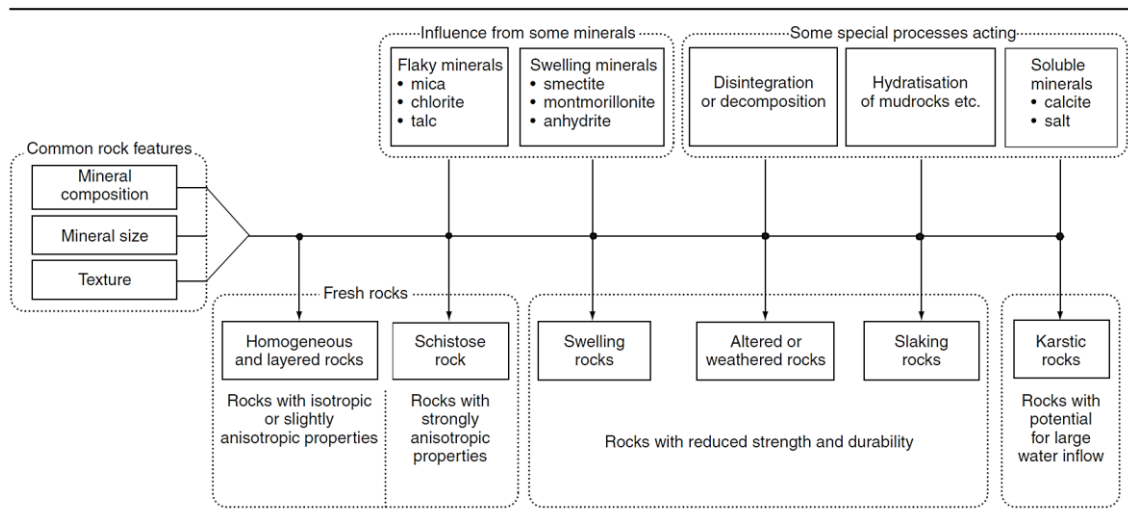 Influence from some minerals
Some special processes acting
Flaky minerals
• mica
• chlorite
• talc
Swelling minerals
• smectite
• montmorillonite
• anhydrite
Disintegration
or decomposition
Hydratisation
of mudrocks etc.
Soluble
minerals
• calcite
• salt
Common rock features
Mineral
composition
Mineral size
Texture
Fresh rocks
Homogeneous
and layered rocks
Schistose
rock
Swelling
rocks
Altered or
weathered rocks
Slaking
rocks
Karstic
rocks
Rocks with isotropic
or slightly
anisotropic properties
Rocks with
strongly
anisotropic
properties
Rocks with reduced strength and durability
Rocks with
potential
for large
water inflow